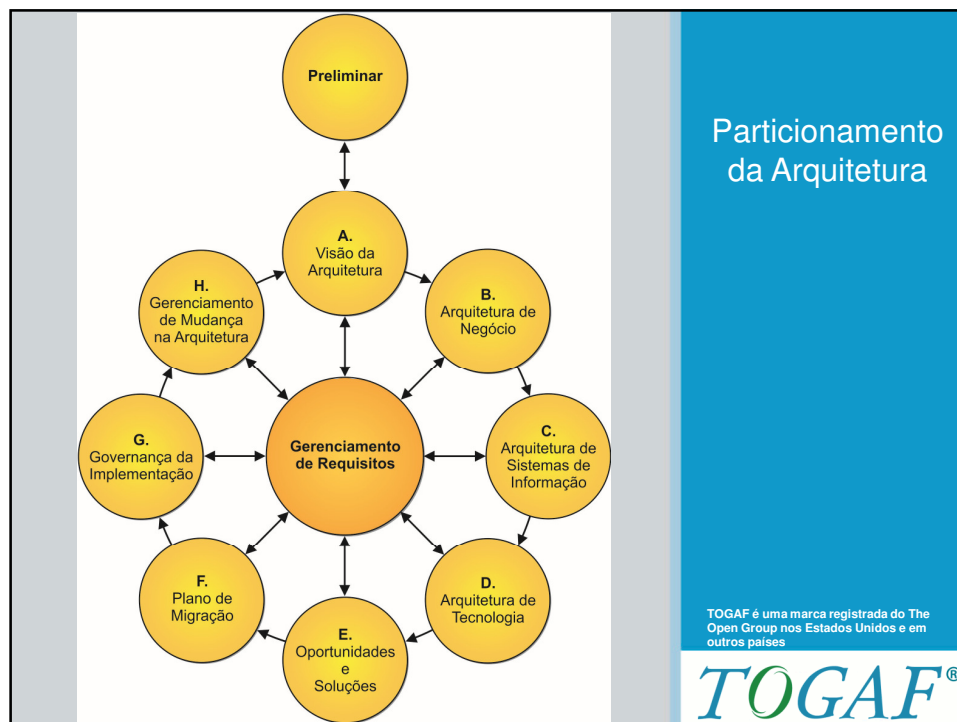 Preliminar
A.
Visão da
Arquitetura
B.
Arquitetura de
Negócio
C.
Arquitetura de
Sistemas de
Informação
D.
Arquitetura de
Tecnologia
E.
Oportunidades
e
Soluções
F.
Plano de
Migração
G.
Governança da
Implementação
H.
Gerenciamento
de Mudança
na Arquitetura
Gerenciamento
de Requisitos
Particionamento
da Arquitetura
TOGAF é uma marca registrada do The
Open Group nos Estados Unidos e em
outros países
TOGAF®